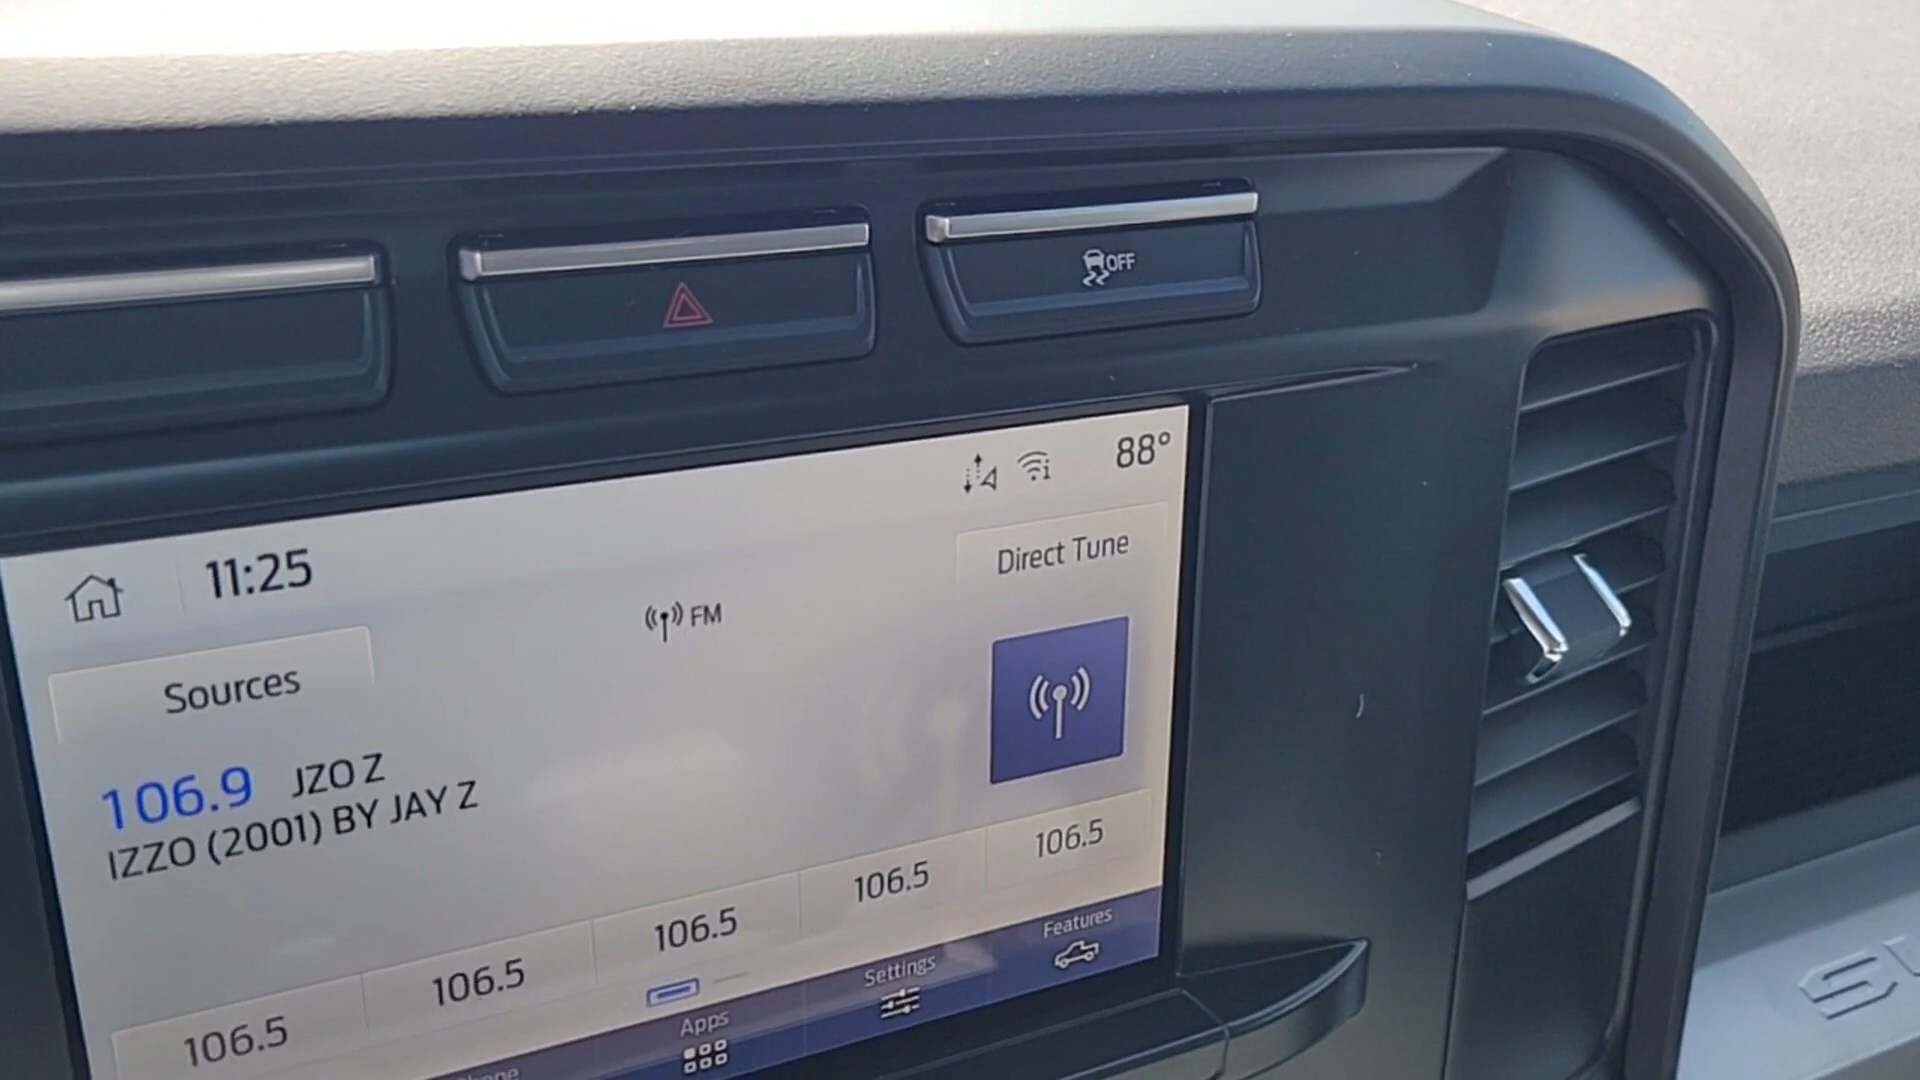 OFF
88°
11:25
FM
Direct Tune
Sources
106.9 JZO Z
IZZO (2001) BY JAY Z
106.5 106.5 106.5 106.5 106.5
Apps
Settings
Features